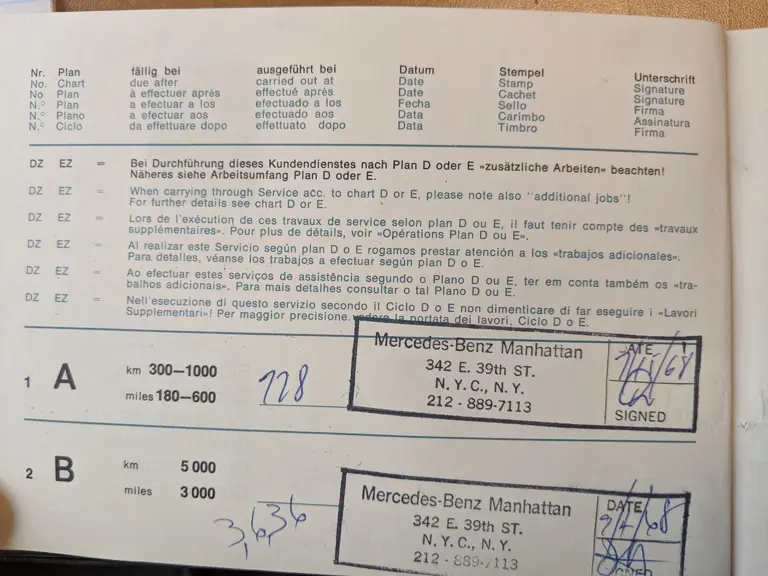 Nr. Plan fällig bei ausgeführt bei Datum Stempel Unterschrift
No. Chart due after carried out at Date Stamp Signature
No Plan à effectuer après effectué après Date Cachet Signature
N.° Plan a efectuar a los efectuado a los Fecha Sello Firma
N.° Plano a efectuar aos efectuado aos Data Carimbo Assinatura
N.° Ciclo da effettuare dopo effettuato dopo Data Timbro Firma
DZ EZ = Bei Durchführung dieses Kundendienstes nach Plan D oder E »zusätzliche Arbeiten« beachten!
Näheres siehe Arbeitsumfang Plan D oder E.
DZ EZ = When carrying through Service acc. to chart D or E, please note also "additional jobs"!
For further details see chart D or E.
DZ EZ = Lors de l'exécution de ces travaux de service selon plan D ou E, il faut tenir compte des «travaux
supplémentaires». Pour plus de détails, voir «Opérations Plan D ou E».
DZ EZ = Al realizar este Servicio según plan D o E rogamos prestar atención a los «trabajos adicionales».
Para detalles, véanse los trabajos a efectuar según plan D o E.
DZ EZ = Ao efectuar estes serviços de assistência segundo o Plano D ou E, ter em conta também os «tra-
balhos adicionais». Para mais detalhes consultar o tal Plano D ou E.
DZ EZ = Nell'esecuzione di questo servizio secondo il Ciclo D o E non dimenticare di far eseguire i «Lavori
Supplementari»! Per maggior precisione vedere la portata dei lavori, Ciclo D o E.
1 A km 300—1000
miles 180—600
728
Mercedes-Benz Manhattan
342 E. 39th ST.
N. Y. C., N. Y.
212 - 889-7113
DATE
SIGNED
2 B km 5 000
miles 3 000
3,636
Mercedes-Benz Manhattan
342 E. 39th ST.
N. Y. C., N. Y.
212 - 889-7113
DATE
SIGNED